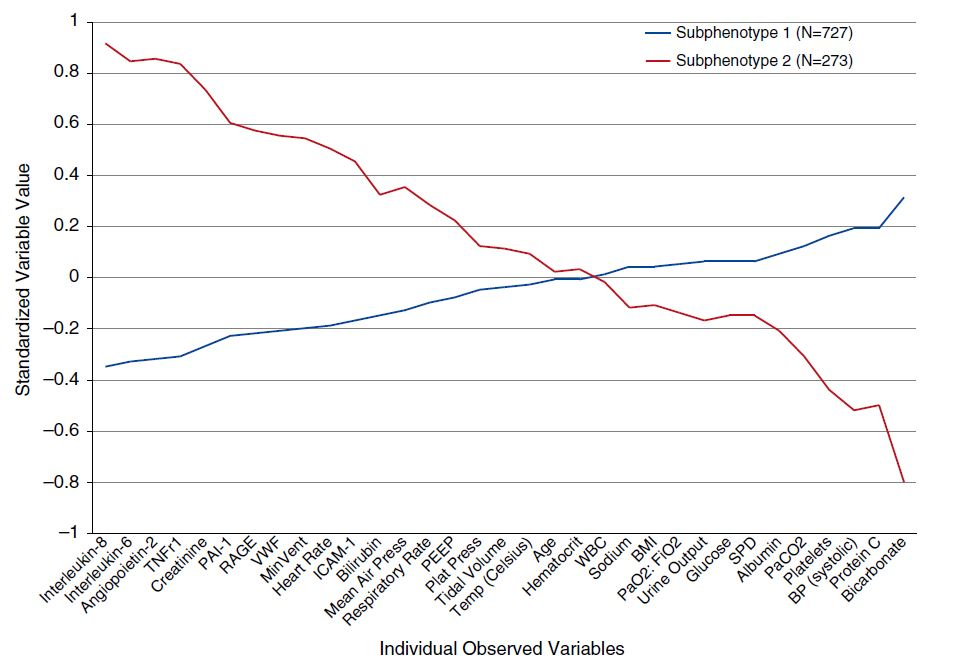 1
0.8
0.6
0.4
0.2
0
−0.2
−0.4
−0.6
−0.8
−1
Standardized Variable Value
Subphenotype 1 (N=727)
Subphenotype 2 (N=273)
Interleukin-8
Interleukin-6
Angiopoietin-2
TNFr1
Creatinine
PAI-1
RAGE
VWF
MinVent
Heart Rate
ICAM-1
Bilirubin
Mean Air Press
Respiratory Rate
PEEP
Plat Press
Tidal Volume
Temp (Celsius)
Age
Hematocrit
WBC
Sodium
BMI
PaO2: FiO2
Urine Output
Glucose
SPD
Albumin
PaCO2
Platelets
BP (systolic)
Protein C
Bicarbonate
Individual Observed Variables